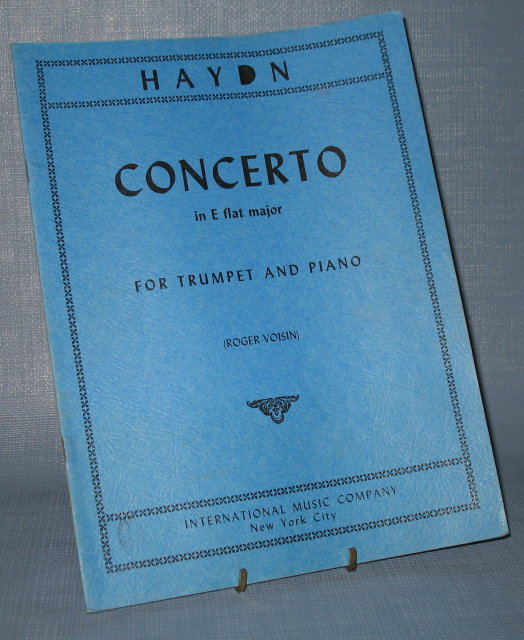 HAYDN
CONCERTO
in E flat major
FOR TRUMPET AND PIANO
(ROGER VOISIN)
INTERNATIONAL MUSIC COMPANY
New York City